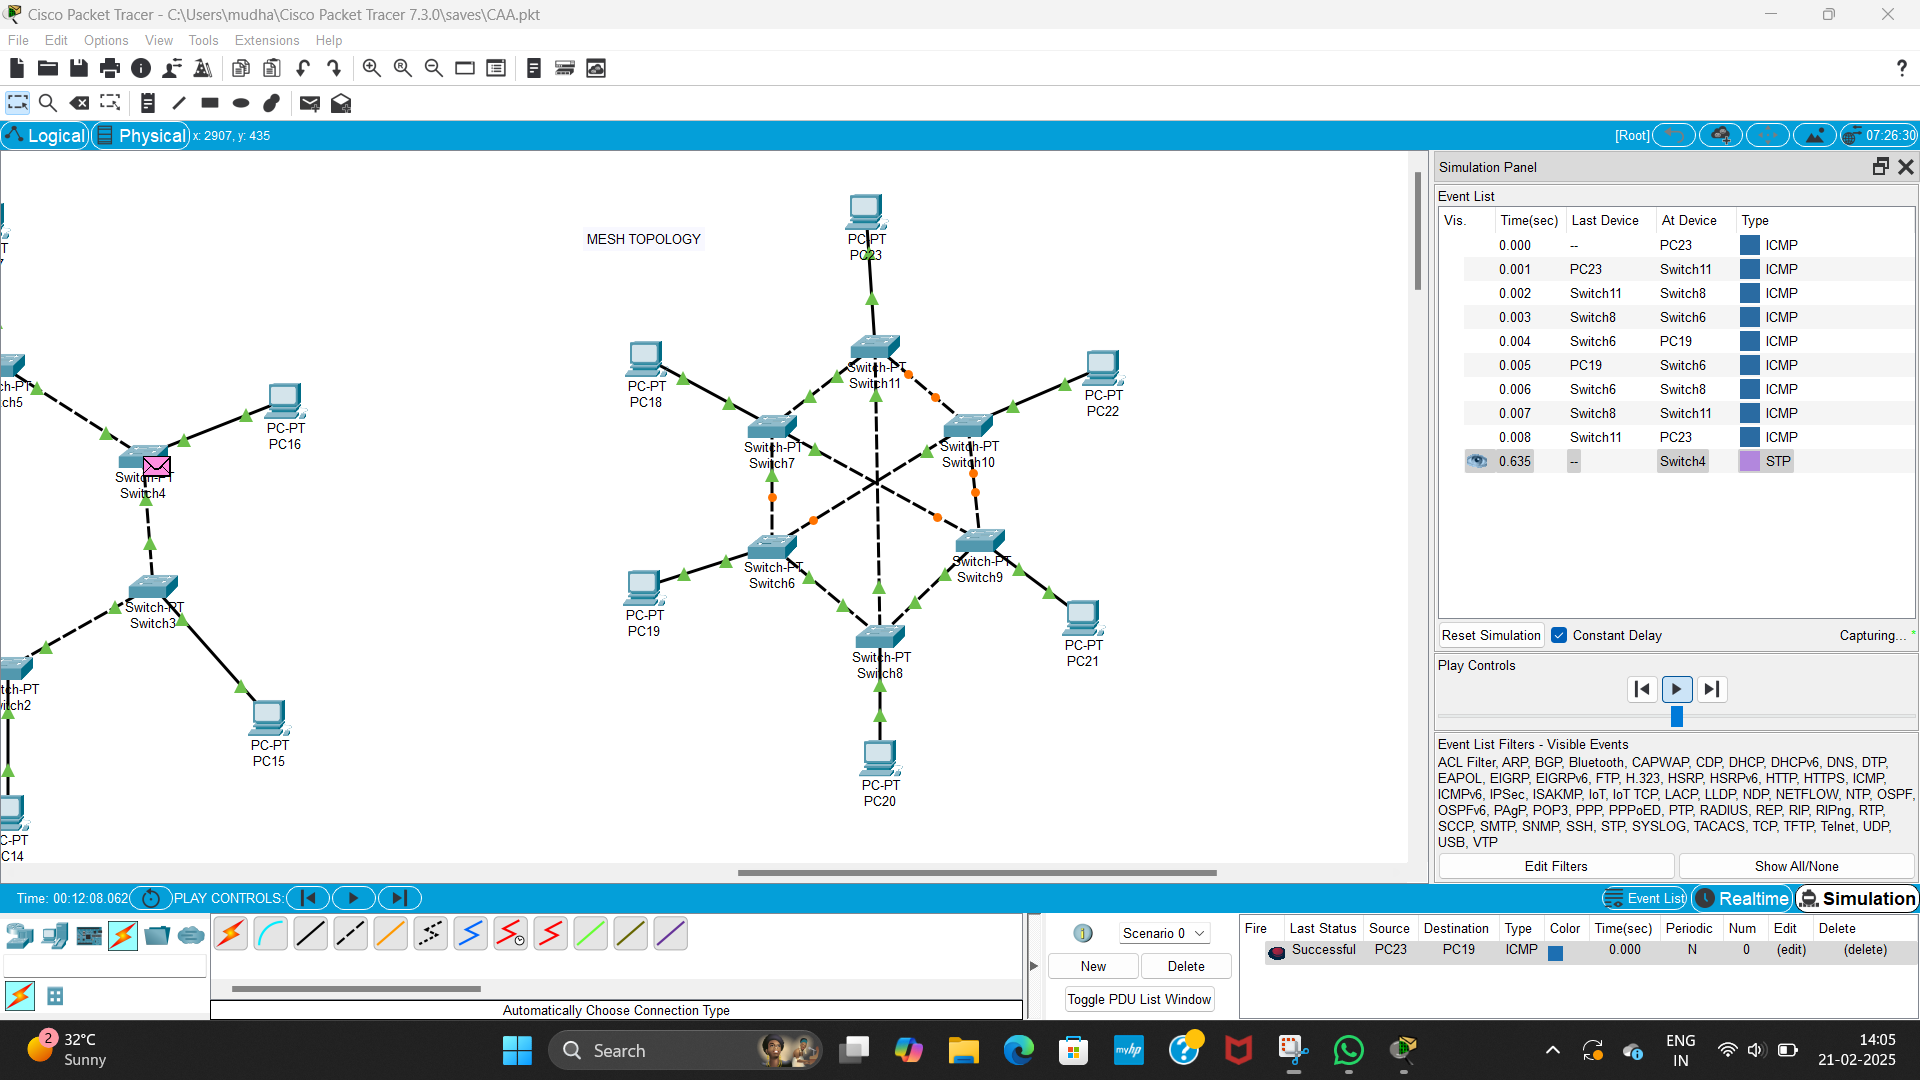 Cisco Packet Tracer - C:\Users\mudha\Cisco Packet Tracer 7.3.0\saves\CAA.pkt
File Edit Options View Tools Extensions Help
?
Logical Physical x: 2907, y: 435 [Root] 07:26:30
MESH TOPOLOGY
PC-PT
PC23
PC-PT
PC18
Switch-PT
Switch11
PC-PT
PC22
Switch-PT
Switch7
Switch-PT
Switch10
Switch-PT
Switch6
Switch-PT
Switch9
PC-PT
PC19
Switch-PT
Switch8
PC-PT
PC21
PC-PT
PC20
ch-PT
ch5
PC-PT
PC16
Switch-PT
Switch4
Switch-PT
Switch3
tch-PT
witch2
PC-PT
PC15
C-PT
C14
Simulation Panel
Event List
Vis. Time(sec) Last Device At Device Type
0.000 -- PC23 ICMP
0.001 PC23 Switch11 ICMP
0.002 Switch11 Switch8 ICMP
0.003 Switch8 Switch6 ICMP
0.004 Switch6 PC19 ICMP
0.005 PC19 Switch6 ICMP
0.006 Switch6 Switch8 ICMP
0.007 Switch8 Switch11 ICMP
0.008 Switch11 PC23 ICMP
0.635 -- Switch4 STP
Reset Simulation Constant Delay Capturing... *
Play Controls
Event List Filters - Visible Events
ACL Filter, ARP, BGP, Bluetooth, CAPWAP, CDP, DHCP, DHCPv6, DNS, DTP,
EAPOL, EIGRP, EIGRPv6, FTP, H.323, HSRP, HSRPv6, HTTP, HTTPS, ICMP,
ICMPv6, IPSec, ISAKMP, IoT, IoT TCP, LACP, LLDP, NDP, NETFLOW, NTP, OSPF,
OSPFv6, PAgP, POP3, PPP, PPPoED, PTP, RADIUS, REP, RIP, RIPng, RTP,
SCCP, SMTP, SNMP, SSH, STP, SYSLOG, TACACS, TCP, TFTP, Telnet, UDP,
USB, VTP
Edit Filters Show All/None
Time: 00:12:08.062 PLAY CONTROLS: Event List Realtime Simulation
Automatically Choose Connection Type
Scenario 0
New Delete
Toggle PDU List Window
Fire Last Status Source Destination Type Color Time(sec) Periodic Num Edit Delete
Successful PC23 PC19 ICMP 0.000 N 0 (edit) (delete)
2
32°C
Sunny
Search
myhp
ENG
IN
14:05
21-02-2025